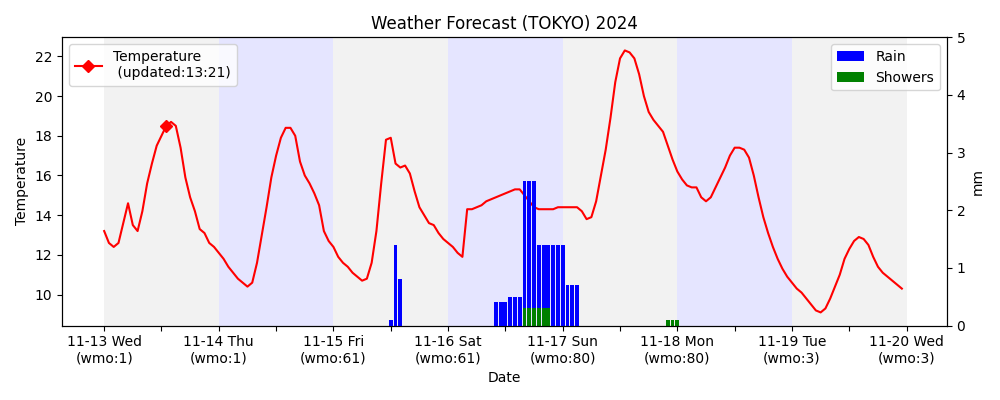 Weather Forecast (TOKYO) 2024
Temperature
(updated:13:21)
Rain
Showers
22
20
18
16
14
12
10
Temperature
5
4
3
2
1
0
mm
11-13 Wed
(wmo:1)
11-14 Thu
(wmo:1)
11-15 Fri
(wmo:61)
11-16 Sat
(wmo:61)
11-17 Sun
(wmo:80)
11-18 Mon
(wmo:80)
11-19 Tue
(wmo:3)
11-20 Wed
(wmo:3)
Date